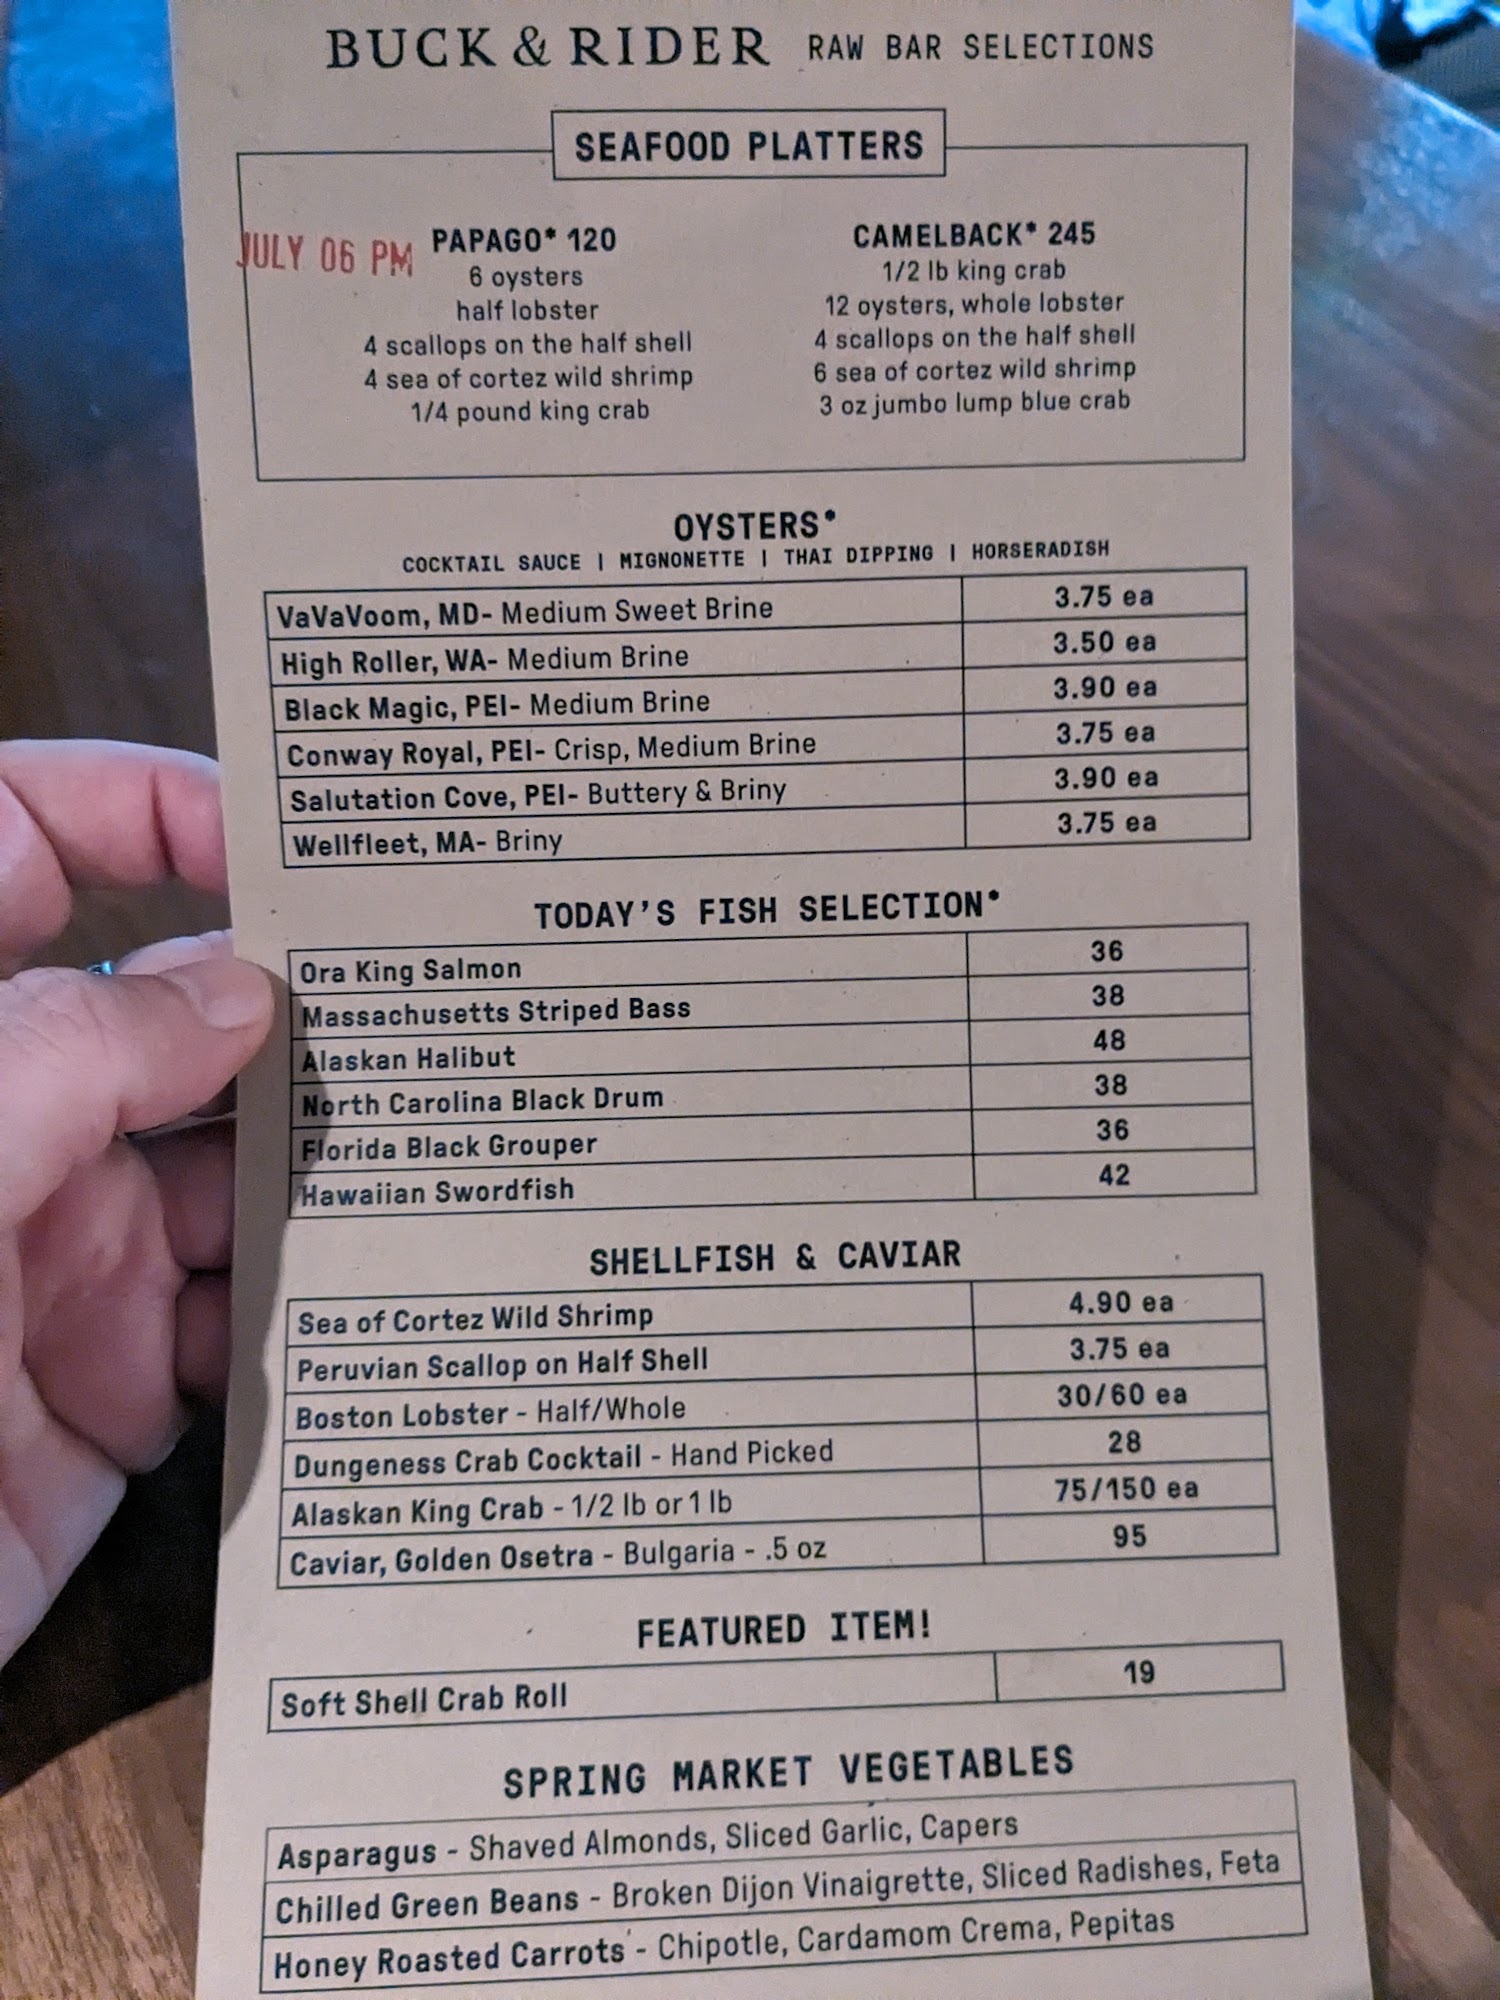 BUCK & RIDER RAW BAR SELECTIONS
SEAFOOD PLATTERS
JULY 06 PM
PAPAGO* 120
6 oysters
half lobster
4 scallops on the half shell
4 sea of cortez wild shrimp
1/4 pound king crab
CAMELBACK* 245
1/2 lb king crab
12 oysters, whole lobster
4 scallops on the half shell
6 sea of cortez wild shrimp
3 oz jumbo lump blue crab
OYSTERS*
COCKTAIL SAUCE | MIGNONETTE | THAI DIPPING | HORSERADISH
VaVaVoom, MD- Medium Sweet Brine 3.75 ea
High Roller, WA- Medium Brine 3.50 ea
Black Magic, PEI- Medium Brine 3.90 ea
Conway Royal, PEI- Crisp, Medium Brine 3.75 ea
Salutation Cove, PEI- Buttery & Briny 3.90 ea
Wellfleet, MA- Briny 3.75 ea
TODAY'S FISH SELECTION*
Ora King Salmon 36
Massachusetts Striped Bass 38
Alaskan Halibut 48
North Carolina Black Drum 38
Florida Black Grouper 36
Hawaiian Swordfish 42
SHELLFISH & CAVIAR
Sea of Cortez Wild Shrimp 4.90 ea
Peruvian Scallop on Half Shell 3.75 ea
Boston Lobster - Half/Whole 30/60 ea
Dungeness Crab Cocktail - Hand Picked 28
Alaskan King Crab - 1/2 lb or 1 lb 75/150 ea
Caviar, Golden Osetra - Bulgaria - .5 oz 95
FEATURED ITEM!
Soft Shell Crab Roll 19
SPRING MARKET VEGETABLES
Asparagus - Shaved Almonds, Sliced Garlic, Capers
Chilled Green Beans - Broken Dijon Vinaigrette, Sliced Radishes, Feta
Honey Roasted Carrots - Chipotle, Cardamom Crema, Pepitas